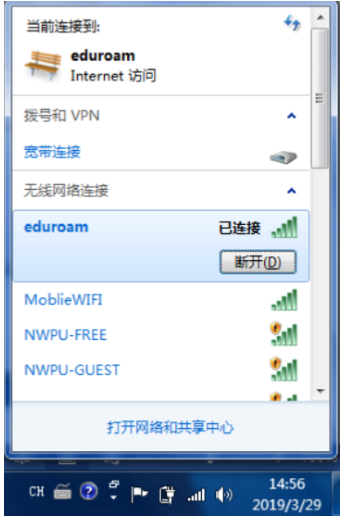 当前连接到:
eduroam
Internet 访问
拨号和 VPN
宽带连接
无线网络连接
eduroam 已连接
断开(D)
MoblieWIFI
NWPU-FREE
NWPU-GUEST
打开网络和共享中心
CH 14:56
2019/3/29